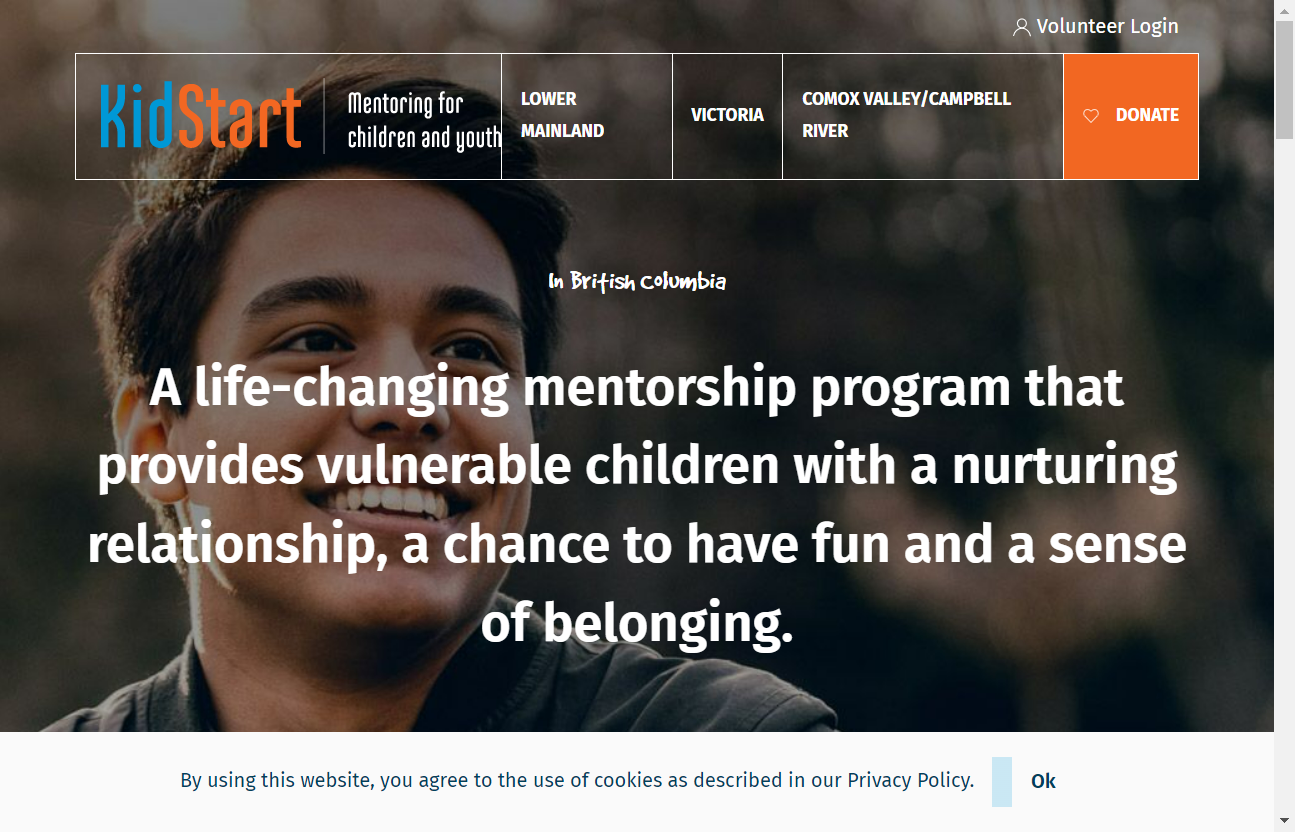 Volunteer Login
KidStart
Mentoring for
children and youth
LOWER
MAINLAND
VICTORIA
COMOX VALLEY/CAMPBELL
RIVER
DONATE
In British Columbia
A life-changing mentorship program that
provides vulnerable children with a nurturing
relationship, a chance to have fun and a sense
of belonging.
By using this website, you agree to the use of cookies as described in our Privacy Policy.
Ok